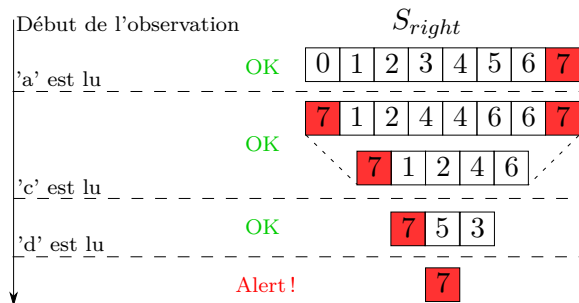 Début de l'observation S_right
OK 0 1 2 3 4 5 6 7
'a' est lu
7 1 2 4 4 6 6 7
OK
7 1 2 4 6
'c' est lu
OK 7 5 3
'd' est lu
Alert ! 7